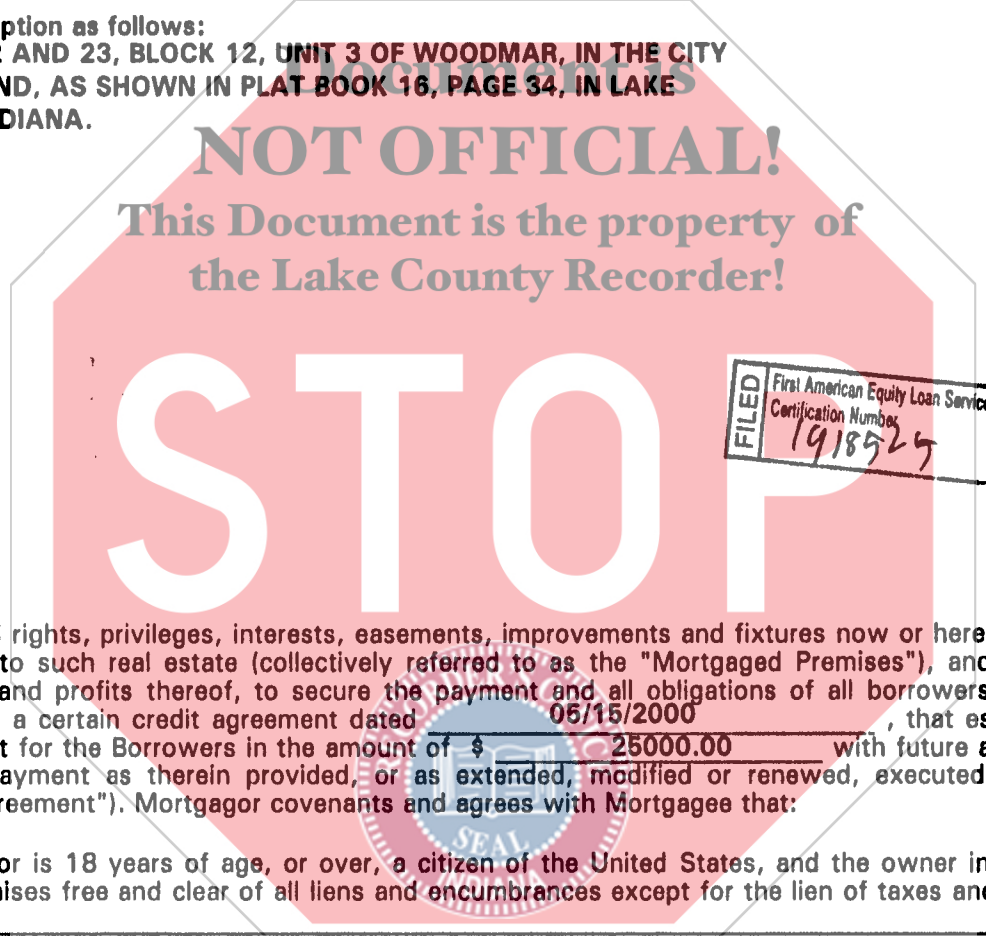 ption as follows:
AND 23, BLOCK 12, UNIT 3 OF WOODMAR, IN THE CITY
ND, AS SHOWN IN PLAT BOOK 16, PAGE 34, IN LAKE
DIANA.
Document is
NOT OFFICIAL!
This Document is the property of
the Lake County Recorder!
STOP
FILED
First American Equity Loan Servic
Certification Number
1918525
rights, privileges, interests, easements, improvements and fixtures now or here
to such real estate (collectively referred to as the "Mortgaged Premises"), and
and profits thereof, to secure the payment and all obligations of all borrowers
a certain credit agreement dated 05/15/2000, that es
t for the Borrowers in the amount of $ 25000.00 with future a
ayment as therein provided, or as extended, modified or renewed, executed
reement"). Mortgagor covenants and agrees with Mortgagee that:
or is 18 years of age, or over, a citizen of the United States, and the owner in
ises free and clear of all liens and encumbrances except for the lien of taxes and
RECORDER'S OFFICE
SEAL
INDIANA